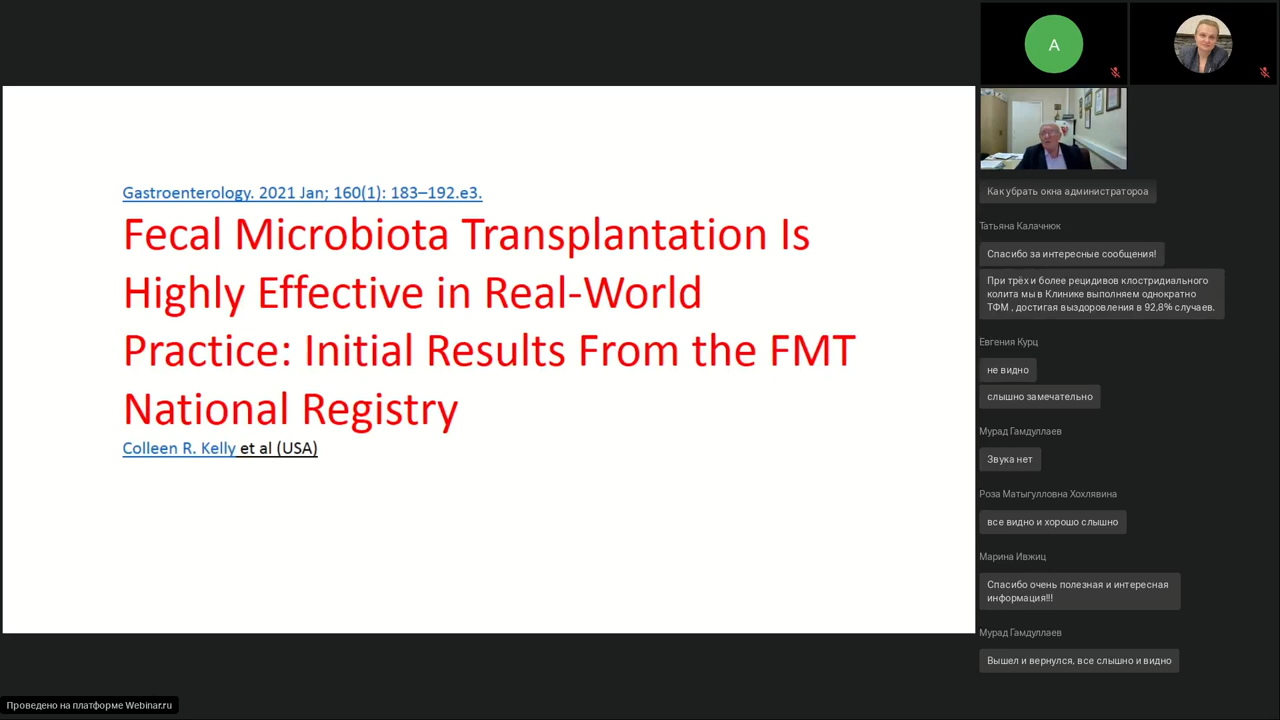 Gastroenterology. 2021 Jan; 160(1): 183–192.e3.
Fecal Microbiota Transplantation Is
Highly Effective in Real-World
Practice: Initial Results From the FMT
National Registry
Colleen R. Kelly et al (USA)
A
Как убрать окна администратороа
Татьяна Калачнюк
Спасибо за интересные сообщения!
При трёх и более рецидивов клостридиального
колита мы в Клинике выполняем однократно
ТФМ , достигая выздоровления в 92,8% случаев.
Евгения Курц
не видно
слышно замечательно
Мурад Гамдуллаев
Звука нет
Роза Матыгулловна Хохлявина
все видно и хорошо слышно
Марина Ивжиц
Спасибо очень полезная и интересная
информация!!!
Мурад Гамдуллаев
Вышел и вернулся, все слышно и видно
Проведено на платформе Webinar.ru